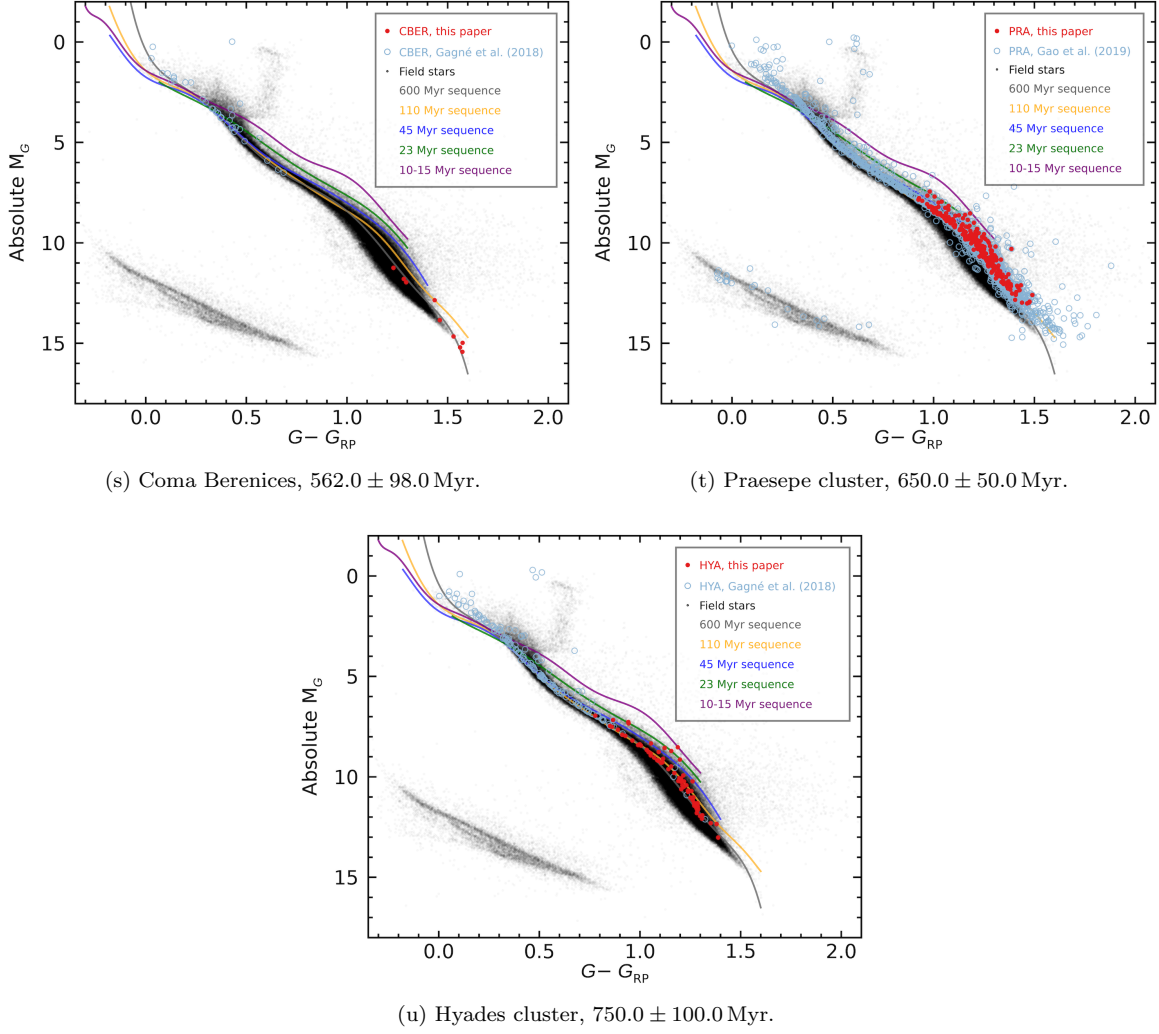 0
5
10
15
0.0
0.5
1.0
1.5
2.0
Absolute M_G
G− G_RP
CBER, this paper
CBER, Gagné et al. (2018)
Field stars
600 Myr sequence
110 Myr sequence
45 Myr sequence
23 Myr sequence
10-15 Myr sequence
(s) Coma Berenices, 562.0 ± 98.0 Myr.
0
5
10
15
0.0
0.5
1.0
1.5
2.0
Absolute M_G
G− G_RP
PRA, this paper
PRA, Gao et al. (2019)
Field stars
600 Myr sequence
110 Myr sequence
45 Myr sequence
23 Myr sequence
10-15 Myr sequence
(t) Praesepe cluster, 650.0 ± 50.0 Myr.
0
5
10
15
0.0
0.5
1.0
1.5
2.0
Absolute M_G
G− G_RP
HYA, this paper
HYA, Gagné et al. (2018)
Field stars
600 Myr sequence
110 Myr sequence
45 Myr sequence
23 Myr sequence
10-15 Myr sequence
(u) Hyades cluster, 750.0 ± 100.0 Myr.